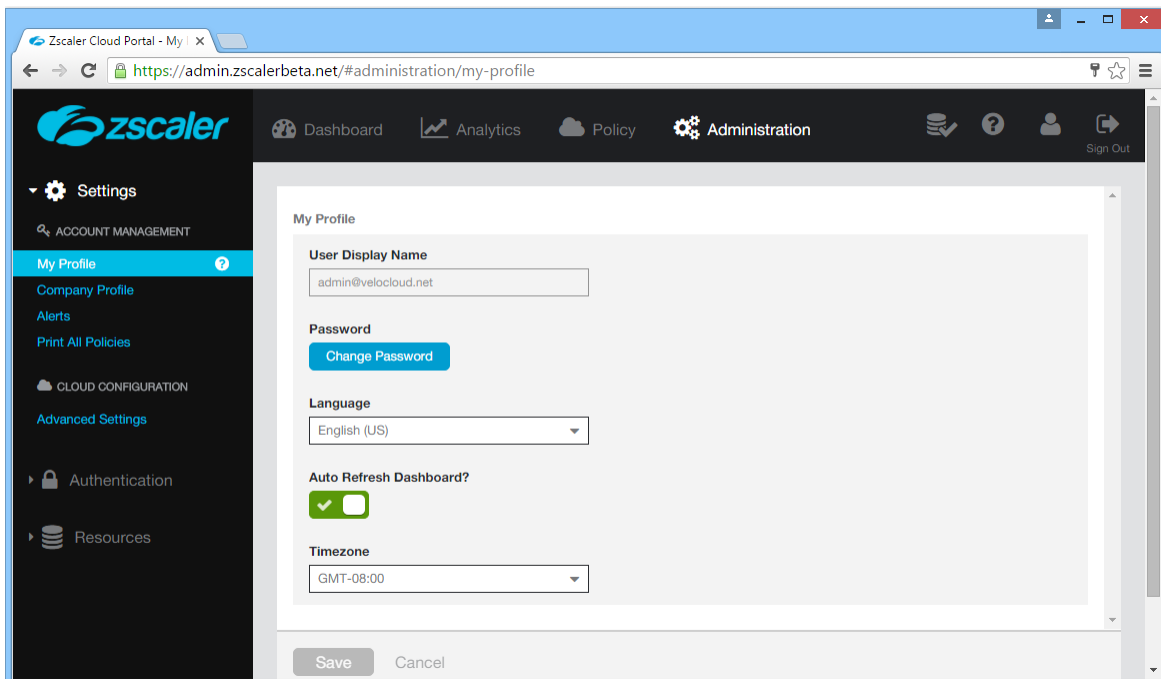 Zscaler Cloud Portal - My
https://admin.zscalerbeta.net/#administration/my-profile
zscaler
Dashboard
Analytics
Policy
Administration
Sign Out
Settings
ACCOUNT MANAGEMENT
My Profile
Company Profile
Alerts
Print All Policies
CLOUD CONFIGURATION
Advanced Settings
Authentication
Resources
My Profile
User Display Name
admin@velocloud.net
Password
Change Password
Language
English (US)
Auto Refresh Dashboard?
Timezone
GMT-08:00
Save
Cancel